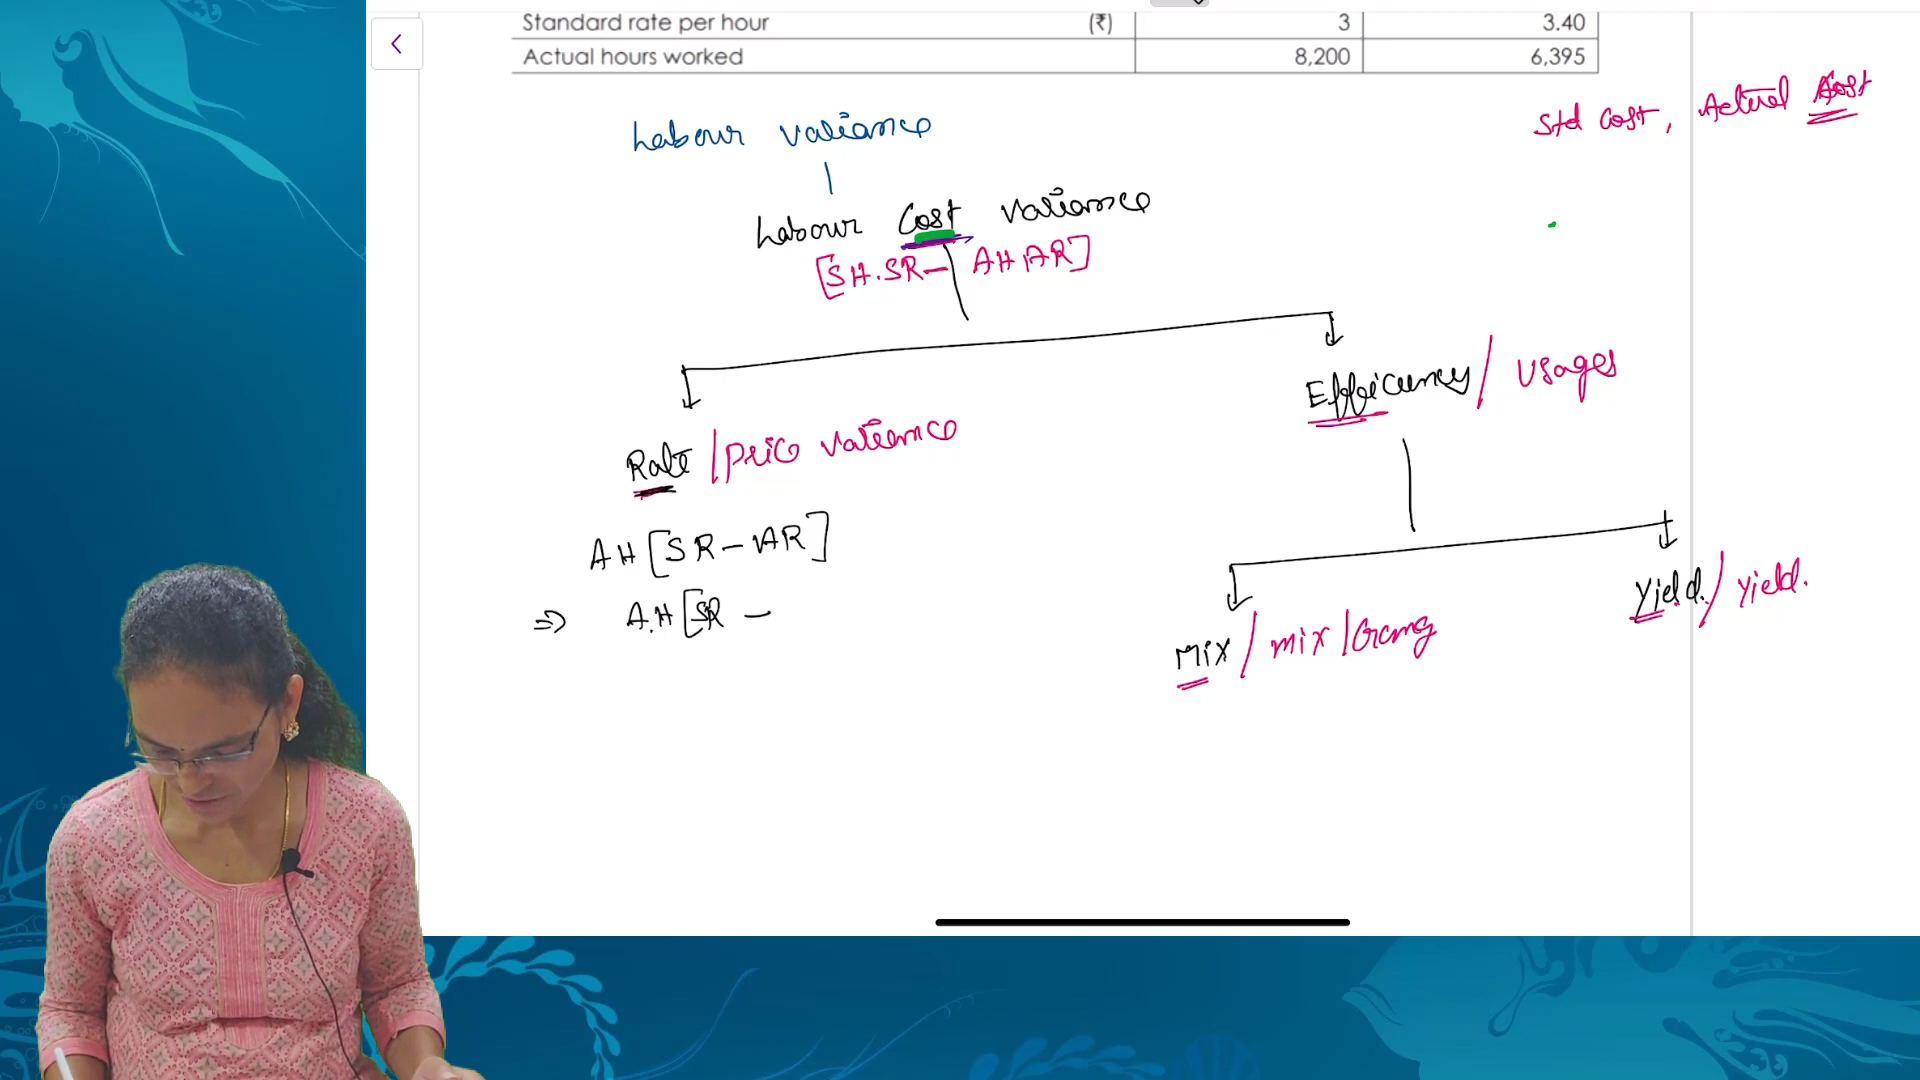 Standard rate per hour (₹) 3 3.40
Actual hours worked 8,200 6,395
Std Cost, Actual Cost
Labour Variance
Labour Cost Variance
[SH.SR – AH.AR]
Efficiency / Usages
Rate / Price Variance
AH[SR – AR]
⇒ A.H[SR –
Yield. / Yield.
Mix / mix / Gang